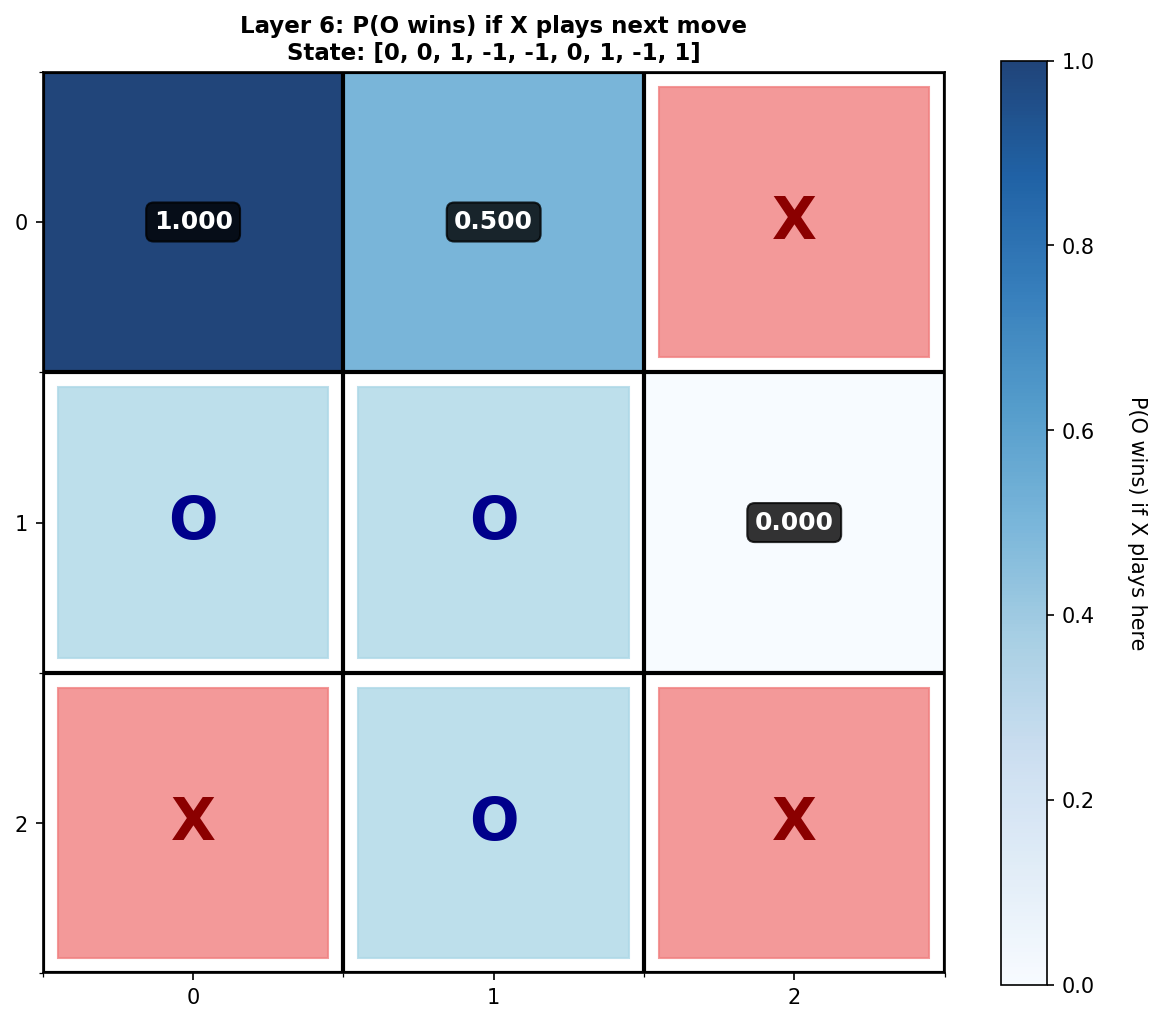 Layer 6: P(O wins) if X plays next move
State: [0, 0, 1, -1, -1, 0, 1, -1, 1]
0
1.000
0.500
X
1
O
O
0.000
2
X
O
X
0
1
2
1.0
0.8
0.6
0.4
0.2
0.0
P(O wins) if X plays here